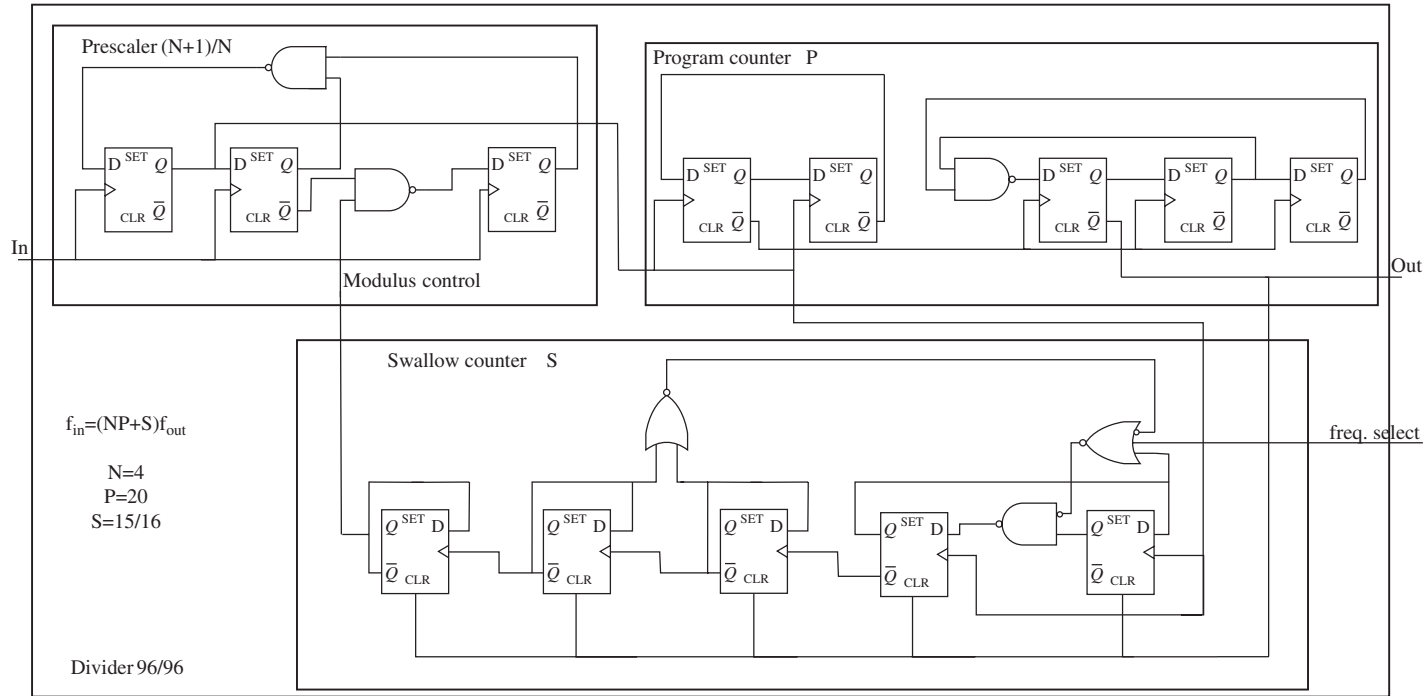 Prescaler (N+1)/N
Program counter P
D SET Q
CLR Q̅
D SET Q
CLR Q̅
D SET Q
CLR Q̅
D SET Q
CLR Q̅
D SET Q
CLR Q̅
D SET Q
CLR Q̅
D SET Q
CLR Q̅
D SET Q
CLR Q̅
In
Modulus control
Out
Swallow counter S
f_in=(NP+S)f_out
freq. select
N=4
P=20
S=15/16
Q SET D
Q̅ CLR
Q SET D
Q̅ CLR
Q SET D
Q̅ CLR
Q SET D
Q̅ CLR
Q SET D
Q̅ CLR
Divider 96/96